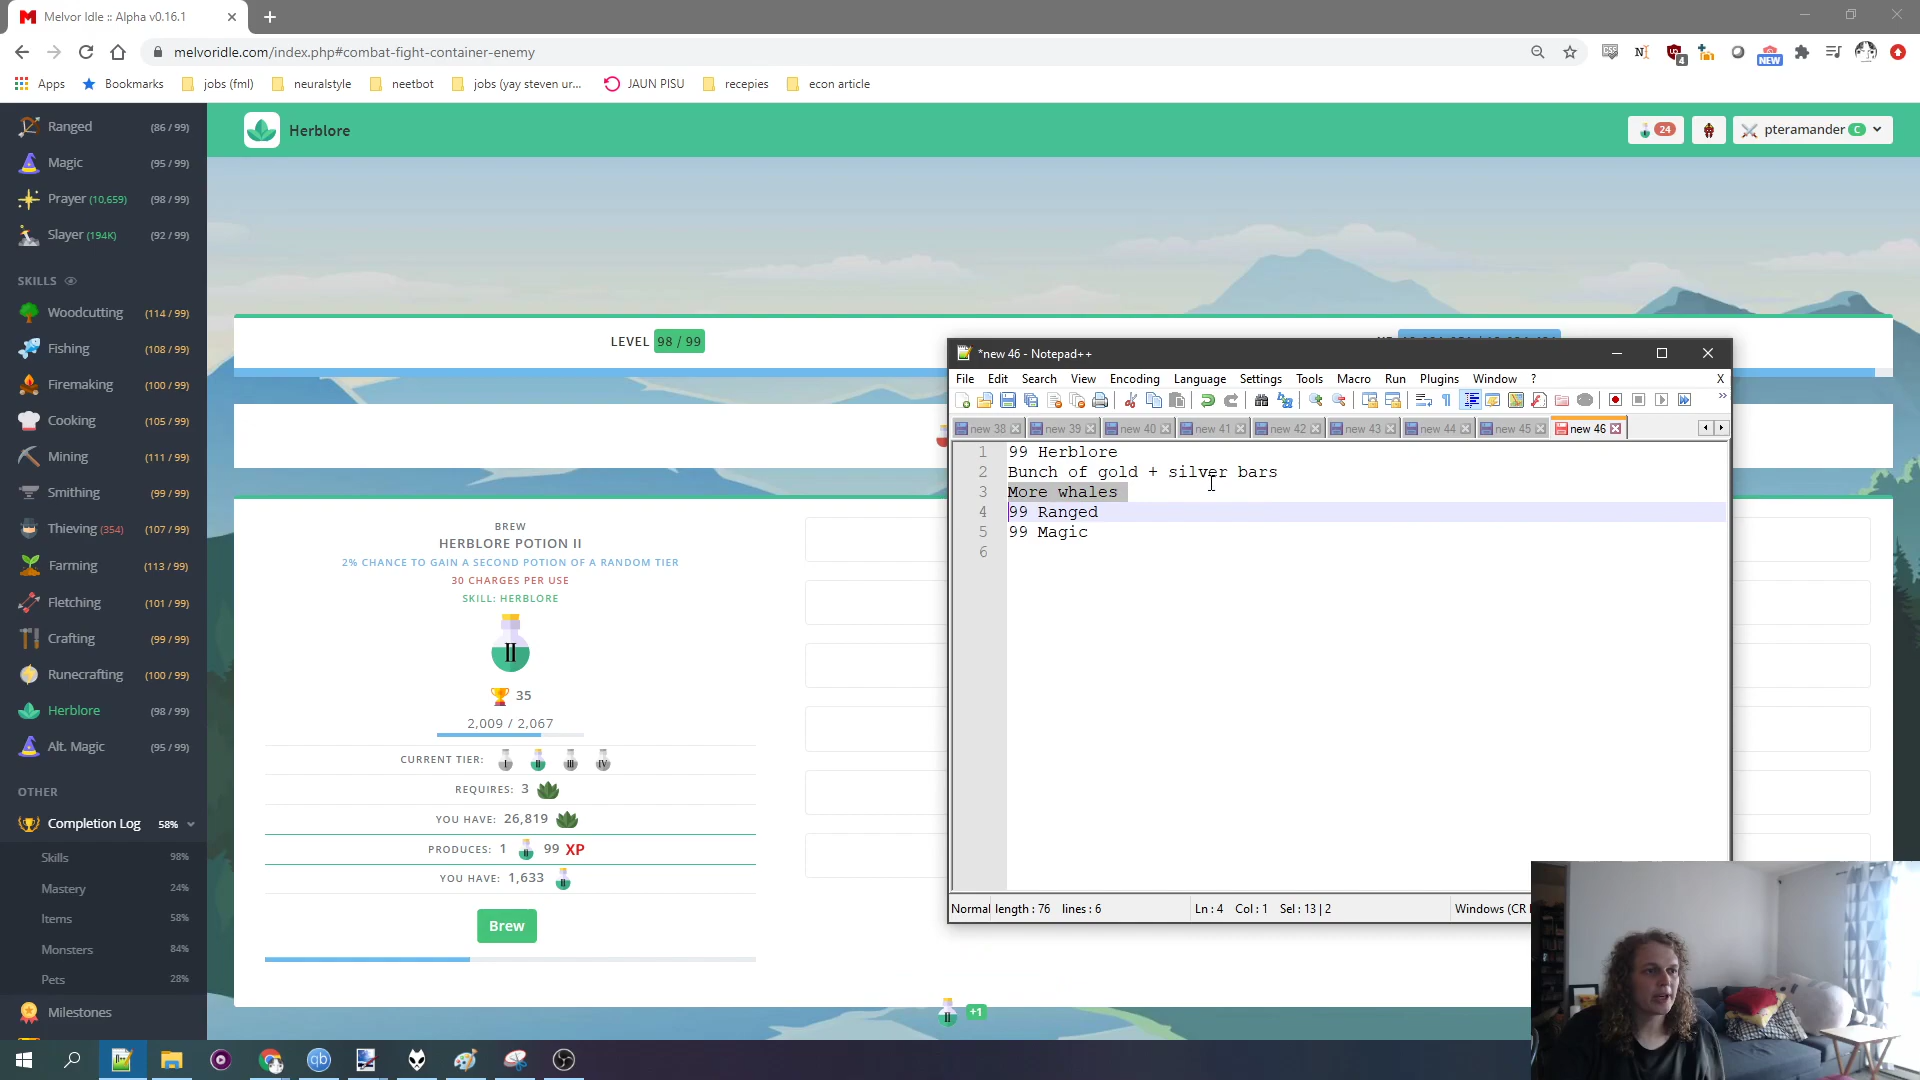 Melvor Idle :: Alpha v0.16.1
melvoridle.com/index.php#combat-fight-container-enemy
4
NEW
Apps
Bookmarks
jobs (fml)
neuralstyle
neetbot
jobs (yay steven ur...
JAUN PISU
recepies
econ article
Ranged (86 / 99)
Magic (95 / 99)
Prayer (10,659) (98 / 99)
Slayer (194K) (92 / 99)
SKILLS
Woodcutting (114 / 99)
Fishing (108 / 99)
Firemaking (100 / 99)
Cooking (105 / 99)
Mining (111 / 99)
Smithing (99 / 99)
Thieving (354) (107 / 99)
Farming (113 / 99)
Fletching (101 / 99)
Crafting (99 / 99)
Runecrafting (100 / 99)
Herblore (98 / 99)
Alt. Magic (95 / 99)
OTHER
Completion Log 58%
Skills 98%
Mastery 24%
Items 58%
Monsters 84%
Pets 28%
Milestones
Herblore
24
pteramander C
LEVEL 98 / 99
BREW
HERBLORE POTION II
2% CHANCE TO GAIN A SECOND POTION OF A RANDOM TIER
30 CHARGES PER USE
SKILL: HERBLORE
II
35
2,009 / 2,067
CURRENT TIER: I II III IV
REQUIRES: 3
YOU HAVE: 26,819
PRODUCES: 1 99 XP
YOU HAVE: 1,633
Brew
II +1
*new 46 - Notepad++
File Edit Search View Encoding Language Settings Tools Macro Run Plugins Window ? X
new 38 new 39 new 40 new 41 new 42 new 43 new 44 new 45 new 46
1 99 Herblore
2 Bunch of gold + silver bars
3 More whales
4 99 Ranged
5 99 Magic
6
Normal length : 76 lines : 6 Ln : 4 Col : 1 Sel : 13 | 2 Windows (CR
qb